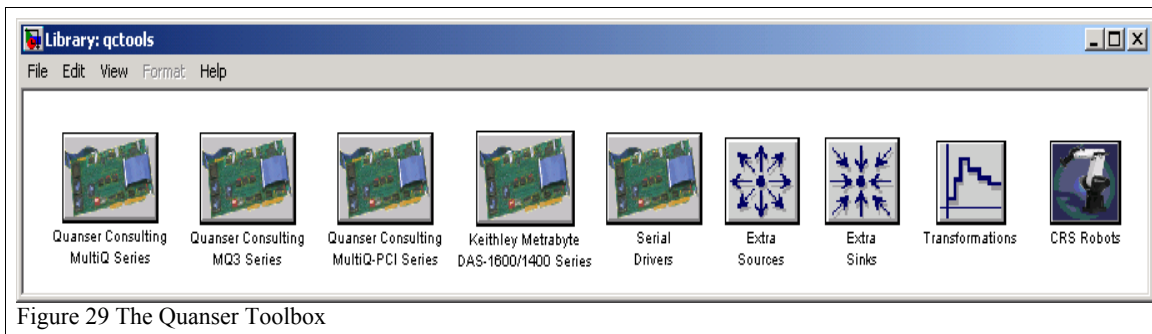 Library: qctools
File Edit View Format Help
Quanser Consulting
MultiQ Series
Quanser Consulting
MQ3 Series
Quanser Consulting
MultiQ-PCI Series
Keithley Metrabyte
DAS-1600/1400 Series
Serial
Drivers
Extra
Sources
Extra
Sinks
Transformations
CRS Robots
Figure 29 The Quanser Toolbox